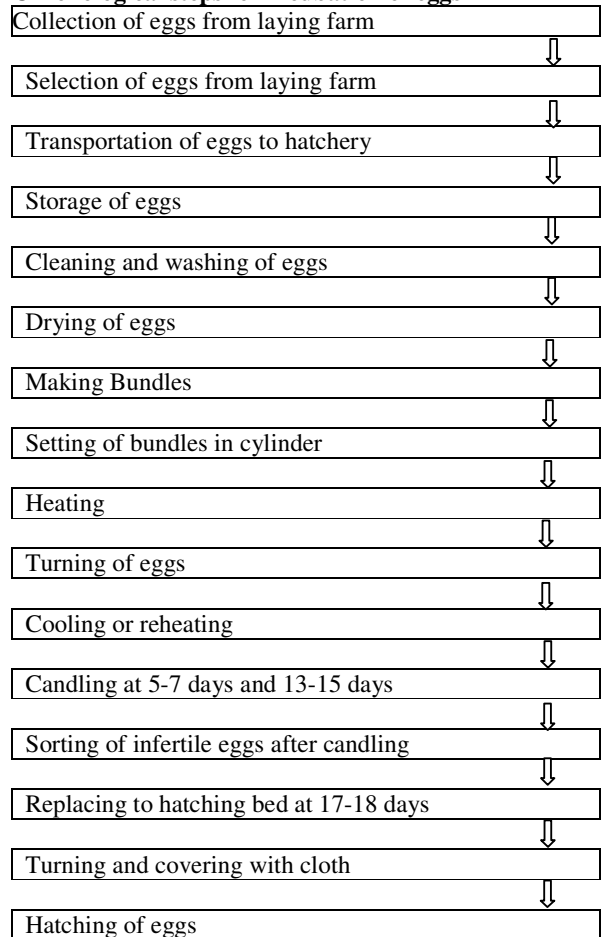 Collection of eggs from laying farm
Selection of eggs from laying farm
Transportation of eggs to hatchery
Storage of eggs
Cleaning and washing of eggs
Drying of eggs
Making Bundles
Setting of bundles in cylinder
Heating
Turning of eggs
Cooling or reheating
Candling at 5-7 days and 13-15 days
Sorting of infertile eggs after candling
Replacing to hatching bed at 17-18 days
Turning and covering with cloth
Hatching of eggs